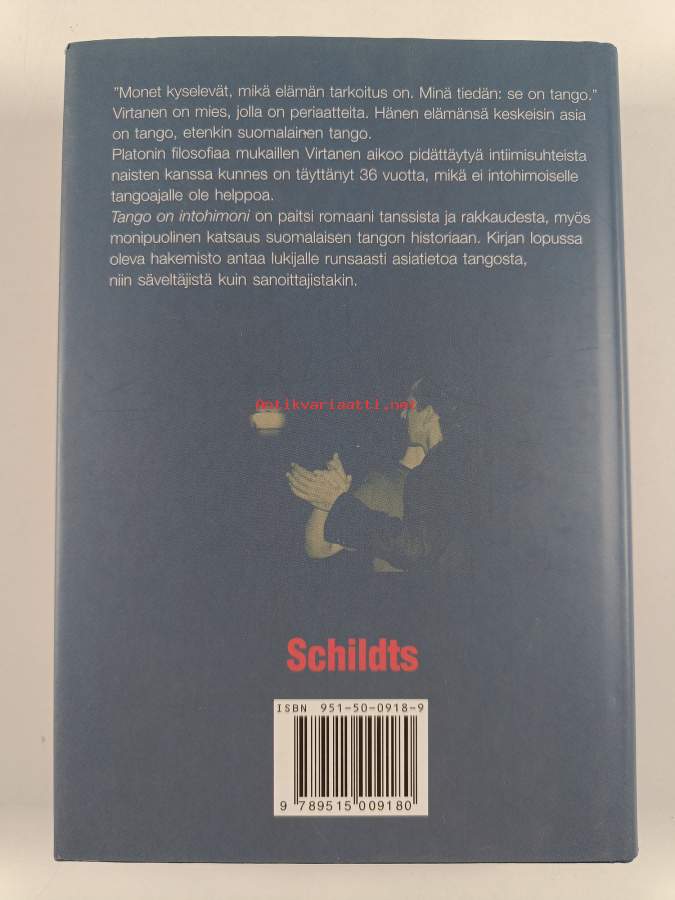 "Monet kyselevät, mikä elämän tarkoitus on. Minä tiedän: se on tango."
Virtanen on mies, jolla on periaatteita. Hänen elämänsä keskeisin asia
on tango, etenkin suomalainen tango.
Platonin filosofiaa mukaillen Virtanen aikoo pidättäytyä intiimisuhteista
naisten kanssa kunnes on täyttänyt 36 vuotta, mikä ei intohimoiselle
tangoajalle ole helppoa.
Tango on intohimoni on paitsi romaani tanssista ja rakkaudesta, myös
monipuolinen katsaus suomalaisen tangon historiaan. Kirjan lopussa
oleva hakemisto antaa lukijalle runsaasti asiatietoa tangosta,
niin säveltäjistä kuin sanoittajistakin.
Antikvariaatti.net
Schildts
ISBN 951-50-0918-9
9 789515 009180